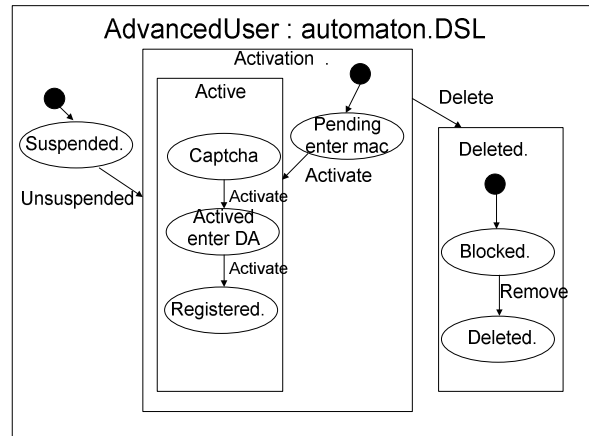 AdvancedUser : automaton.DSL
Activation .
Active
Suspended.
Unsuspended
Pending
enter mac
Activate
Captcha
Activate
Actived
enter DA
Activate
Registered.
Delete
Deleted.
Blocked.
Remove
Deleted.